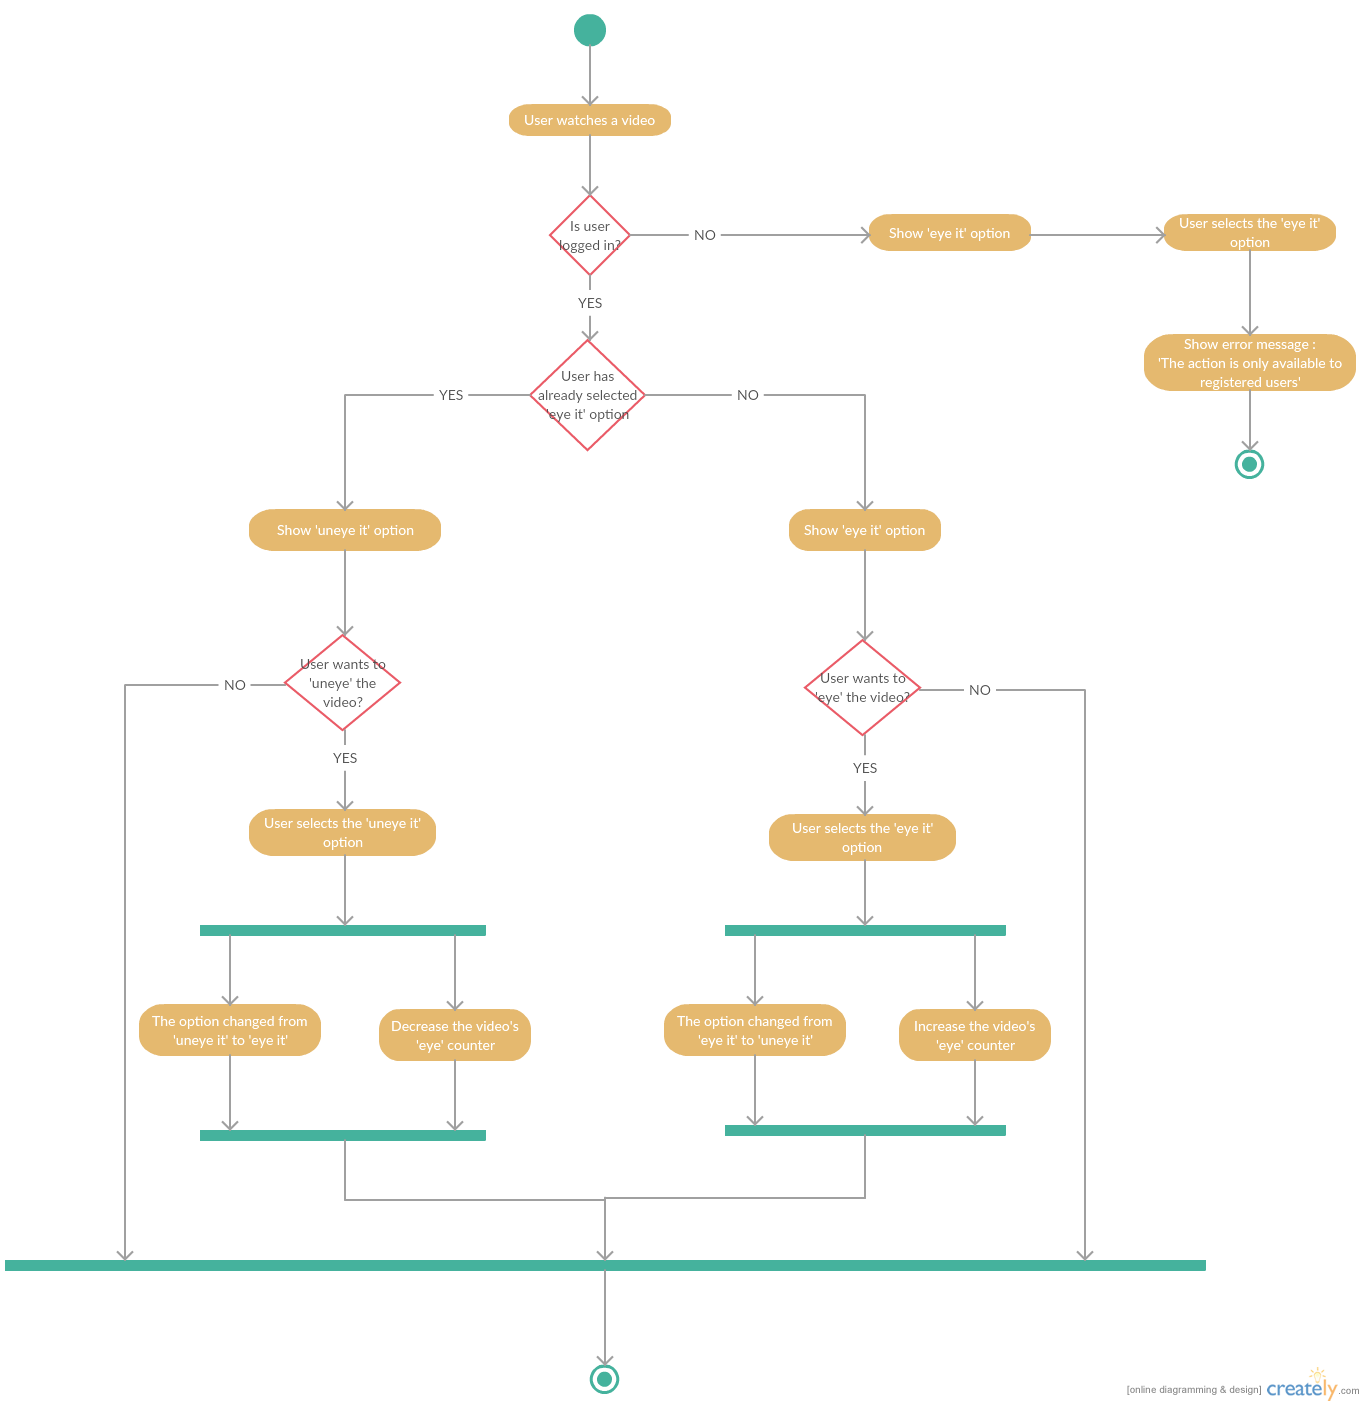 User watches a video
Is user
logged in?
NO
Show 'eye it' option
User selects the 'eye it'
option
YES
Show error message :
'The action is only available to
registered users'
User has
already selected
'eye it' option
YES
NO
Show 'uneye it' option
Show 'eye it' option
User wants to
'uneye' the
video?
NO
User wants to
'eye' the video?
NO
YES
YES
User selects the 'uneye it'
option
User selects the 'eye it'
option
The option changed from
'uneye it' to 'eye it'
Decrease the video's
'eye' counter
The option changed from
'eye it' to 'uneye it'
Increase the video's
'eye' counter
[online diagramming & design] creately.com